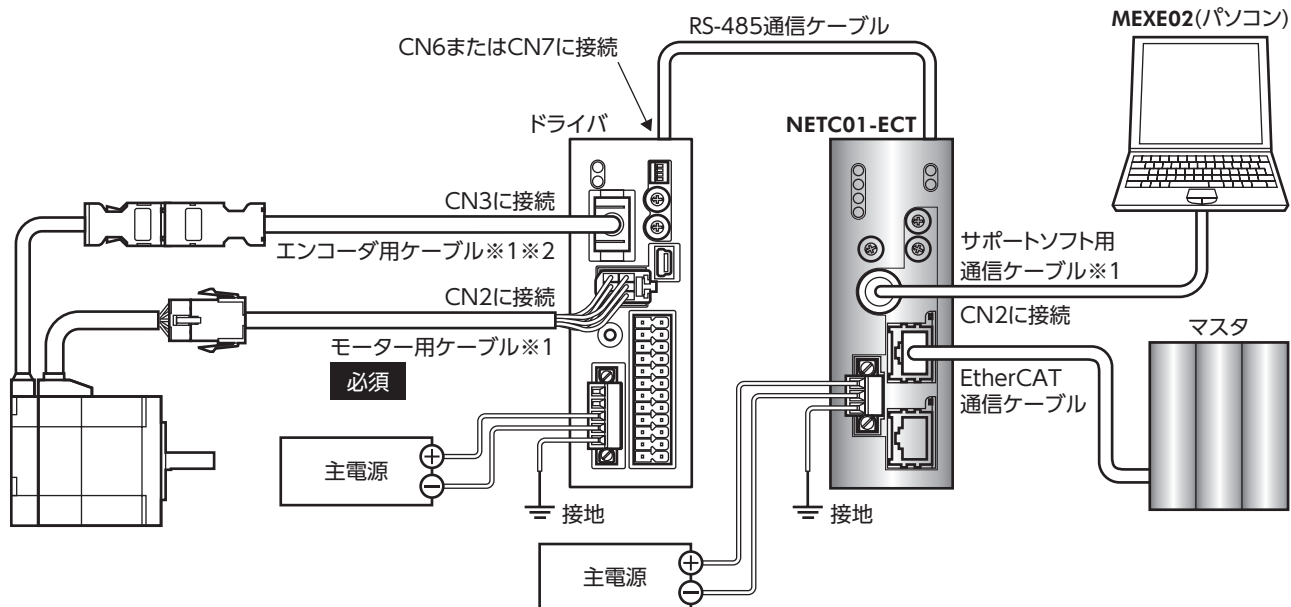 MEXE02(パソコン)
RS-485通信ケーブル
CN6またはCN7に接続
ドライバ
NETC01-ECT
CN3に接続
エンコーダ用ケーブル※1※2
CN2に接続
モーター用ケーブル※1
必須
サポートソフト用
通信ケーブル※1
CN2に接続
マスタ
EtherCAT
通信ケーブル
主電源
接地
接地
主電源